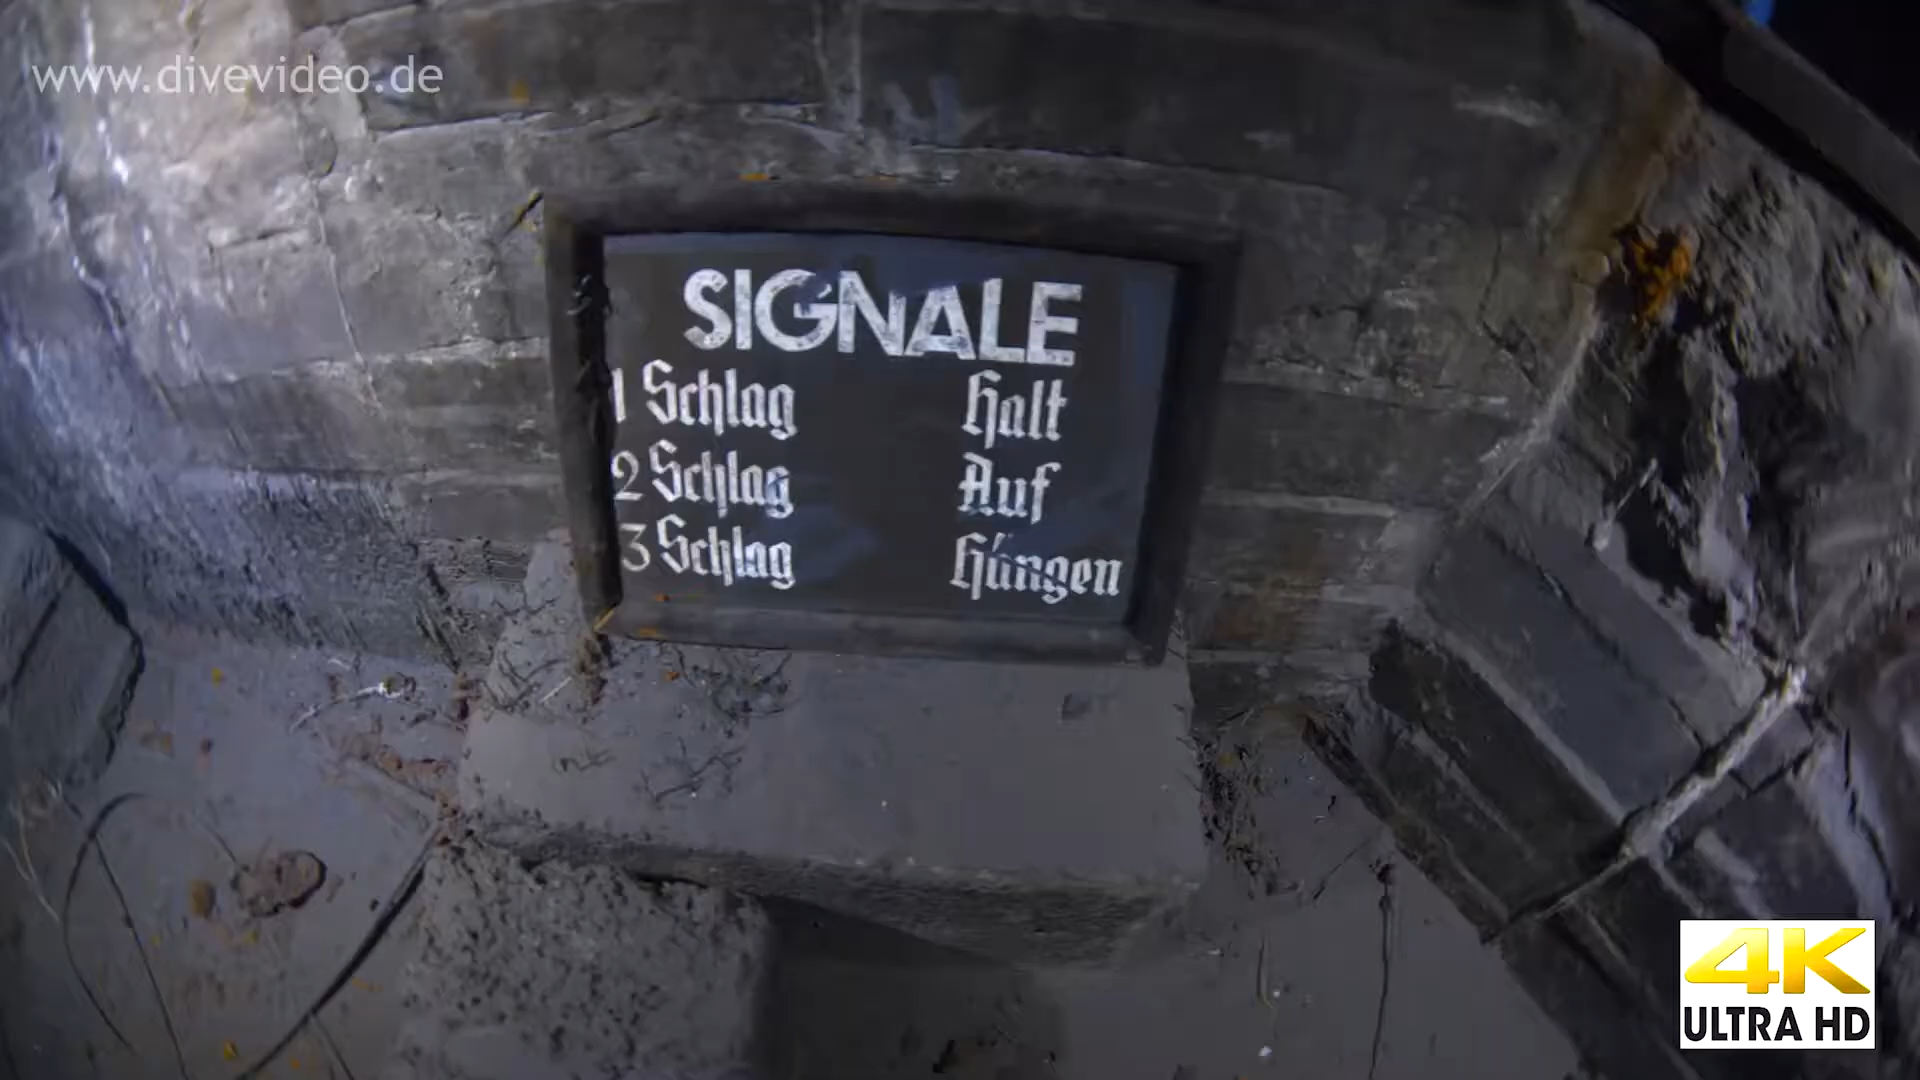 www.divevideo.de
SIGNALE
1 Schlag Halt
2 Schlag Auf
3 Schlag Hängen
4K
ULTRA HD